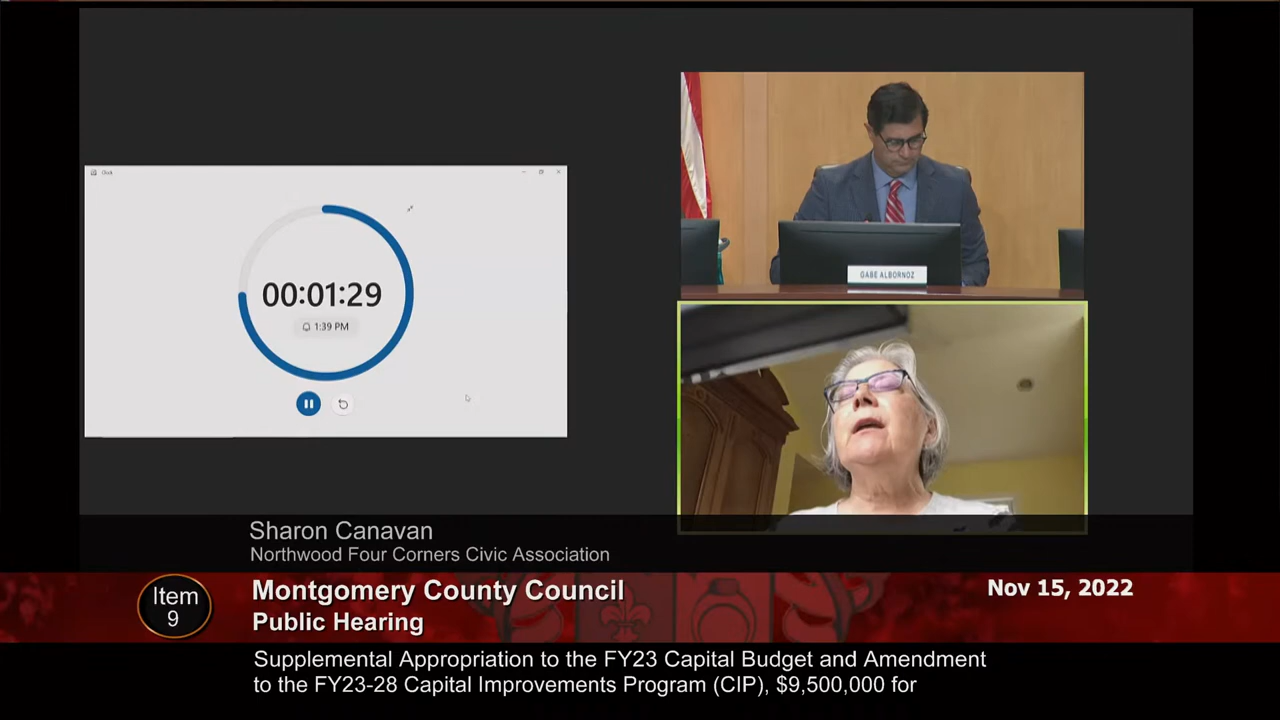 Clock
00:01:29
1:39 PM
GABE ALBORNOZ
Sharon Canavan
Northwood Four Corners Civic Association
Item
9
Montgomery County Council
Public Hearing
Nov 15, 2022
Supplemental Appropriation to the FY23 Capital Budget and Amendment
to the FY23-28 Capital Improvements Program (CIP), $9,500,000 for